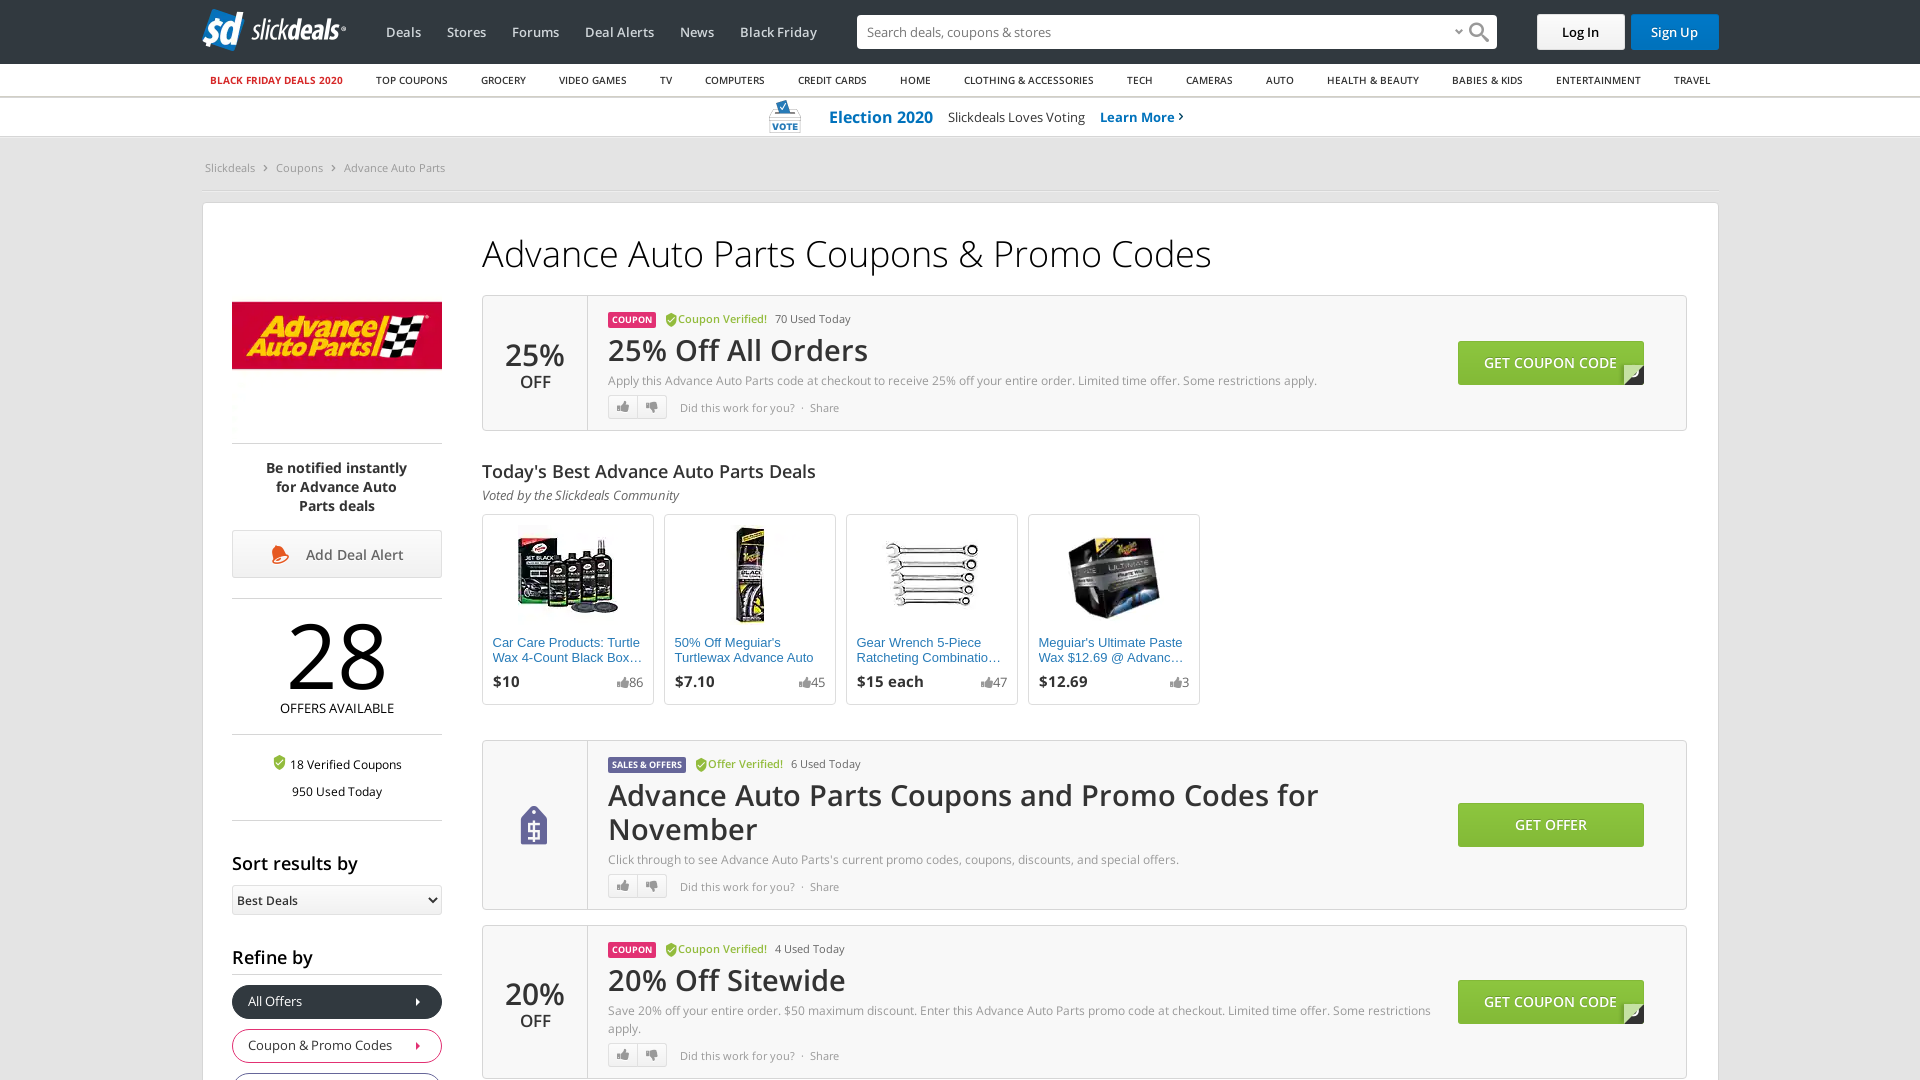 slickdeals
Deals
Stores
Forums
Deal Alerts
News
Black Friday
Search deals, coupons & stores
Log In
Sign Up
BLACK FRIDAY DEALS 2020
TOP COUPONS
GROCERY
VIDEO GAMES
TV
COMPUTERS
CREDIT CARDS
HOME
CLOTHING & ACCESSORIES
TECH
CAMERAS
AUTO
HEALTH & BEAUTY
BABIES & KIDS
ENTERTAINMENT
TRAVEL
VOTE
Election 2020
Slickdeals Loves Voting
Learn More
Slickdeals
Coupons
Advance Auto Parts
Advance
Auto Parts
Be notified instantly
for Advance Auto
Parts deals
Add Deal Alert
28
OFFERS AVAILABLE
18 Verified Coupons
950 Used Today
Sort results by
Best Deals
Refine by
All Offers
Coupon & Promo Codes
Advance Auto Parts Coupons & Promo Codes
25%
OFF
COUPON
Coupon Verified!
70 Used Today
25% Off All Orders
Apply this Advance Auto Parts code at checkout to receive 25% off your entire order. Limited time offer. Some restrictions apply.
Did this work for you? · Share
GET COUPON CODE
Today's Best Advance Auto Parts Deals
Voted by the Slickdeals Community
Car Care Products: Turtle
Wax 4-Count Black Box…
$10
86
50% Off Meguiar's
Turtlewax Advance Auto
$7.10
45
Gear Wrench 5-Piece
Ratcheting Combinatio…
$15 each
47
Meguiar's Ultimate Paste
Wax $12.69 @ Advanc…
$12.69
3
SALES & OFFERS
Offer Verified!
6 Used Today
Advance Auto Parts Coupons and Promo Codes for
November
Click through to see Advance Auto Parts's current promo codes, coupons, discounts, and special offers.
Did this work for you? · Share
GET OFFER
20%
OFF
COUPON
Coupon Verified!
4 Used Today
20% Off Sitewide
Save 20% off your entire order. $50 maximum discount. Enter this Advance Auto Parts promo code at checkout. Limited time offer. Some restrictions
apply.
Did this work for you? · Share
GET COUPON CODE